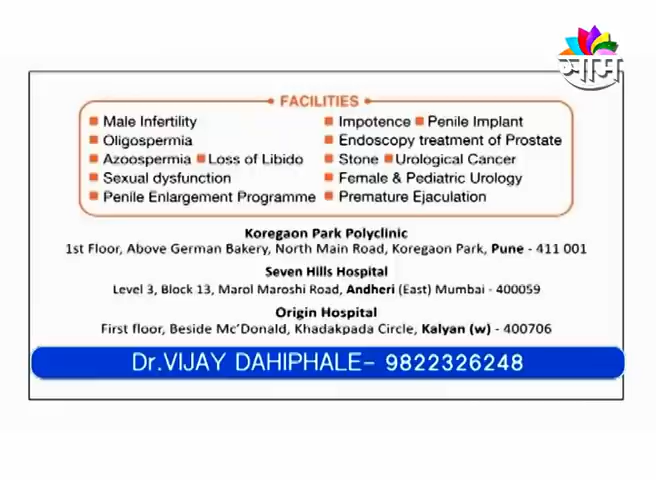 साम
FACILITIES
Male Infertility
Oligospermia
Azoospermia Loss of Libido
Sexual dysfunction
Penile Enlargement Programme
Impotence Penile Implant
Endoscopy treatment of Prostate
Stone Urological Cancer
Female & Pediatric Urology
Premature Ejaculation
Koregaon Park Polyclinic
1st Floor, Above German Bakery, North Main Road, Koregaon Park, Pune - 411 001
Seven Hills Hospital
Level 3, Block 13, Marol Maroshi Road, Andheri (East) Mumbai - 400059
Origin Hospital
First floor, Beside Mc'Donald, Khadakpada Circle, Kalyan (w) - 400706
Dr.VIJAY DAHIPHALE- 9822326248